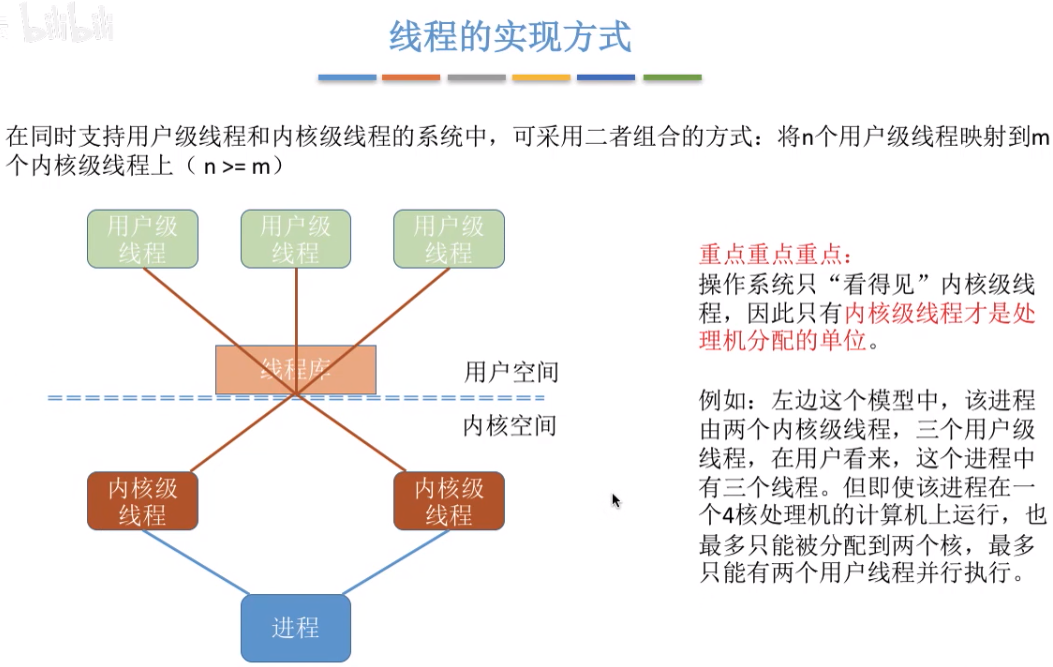 bilibili
线程的实现方式
在同时支持用户级线程和内核级线程的系统中，可采用二者组合的方式：将n个用户级线程映射到m
个内核级线程上（ n >= m）
用户级
线程
用户级
线程
用户级
线程
线程库
用户空间
内核空间
内核级
线程
内核级
线程
进程
重点重点重点：
操作系统只“看得见”内核级线
程，因此只有内核级线程才是处
理机分配的单位。
例如：左边这个模型中，该进程
由两个内核级线程，三个用户级
线程，在用户看来，这个进程中
有三个线程。但即使该进程在一
个4核处理机的计算机上运行，也
最多只能被分配到两个核，最多
只能有两个用户线程并行执行。